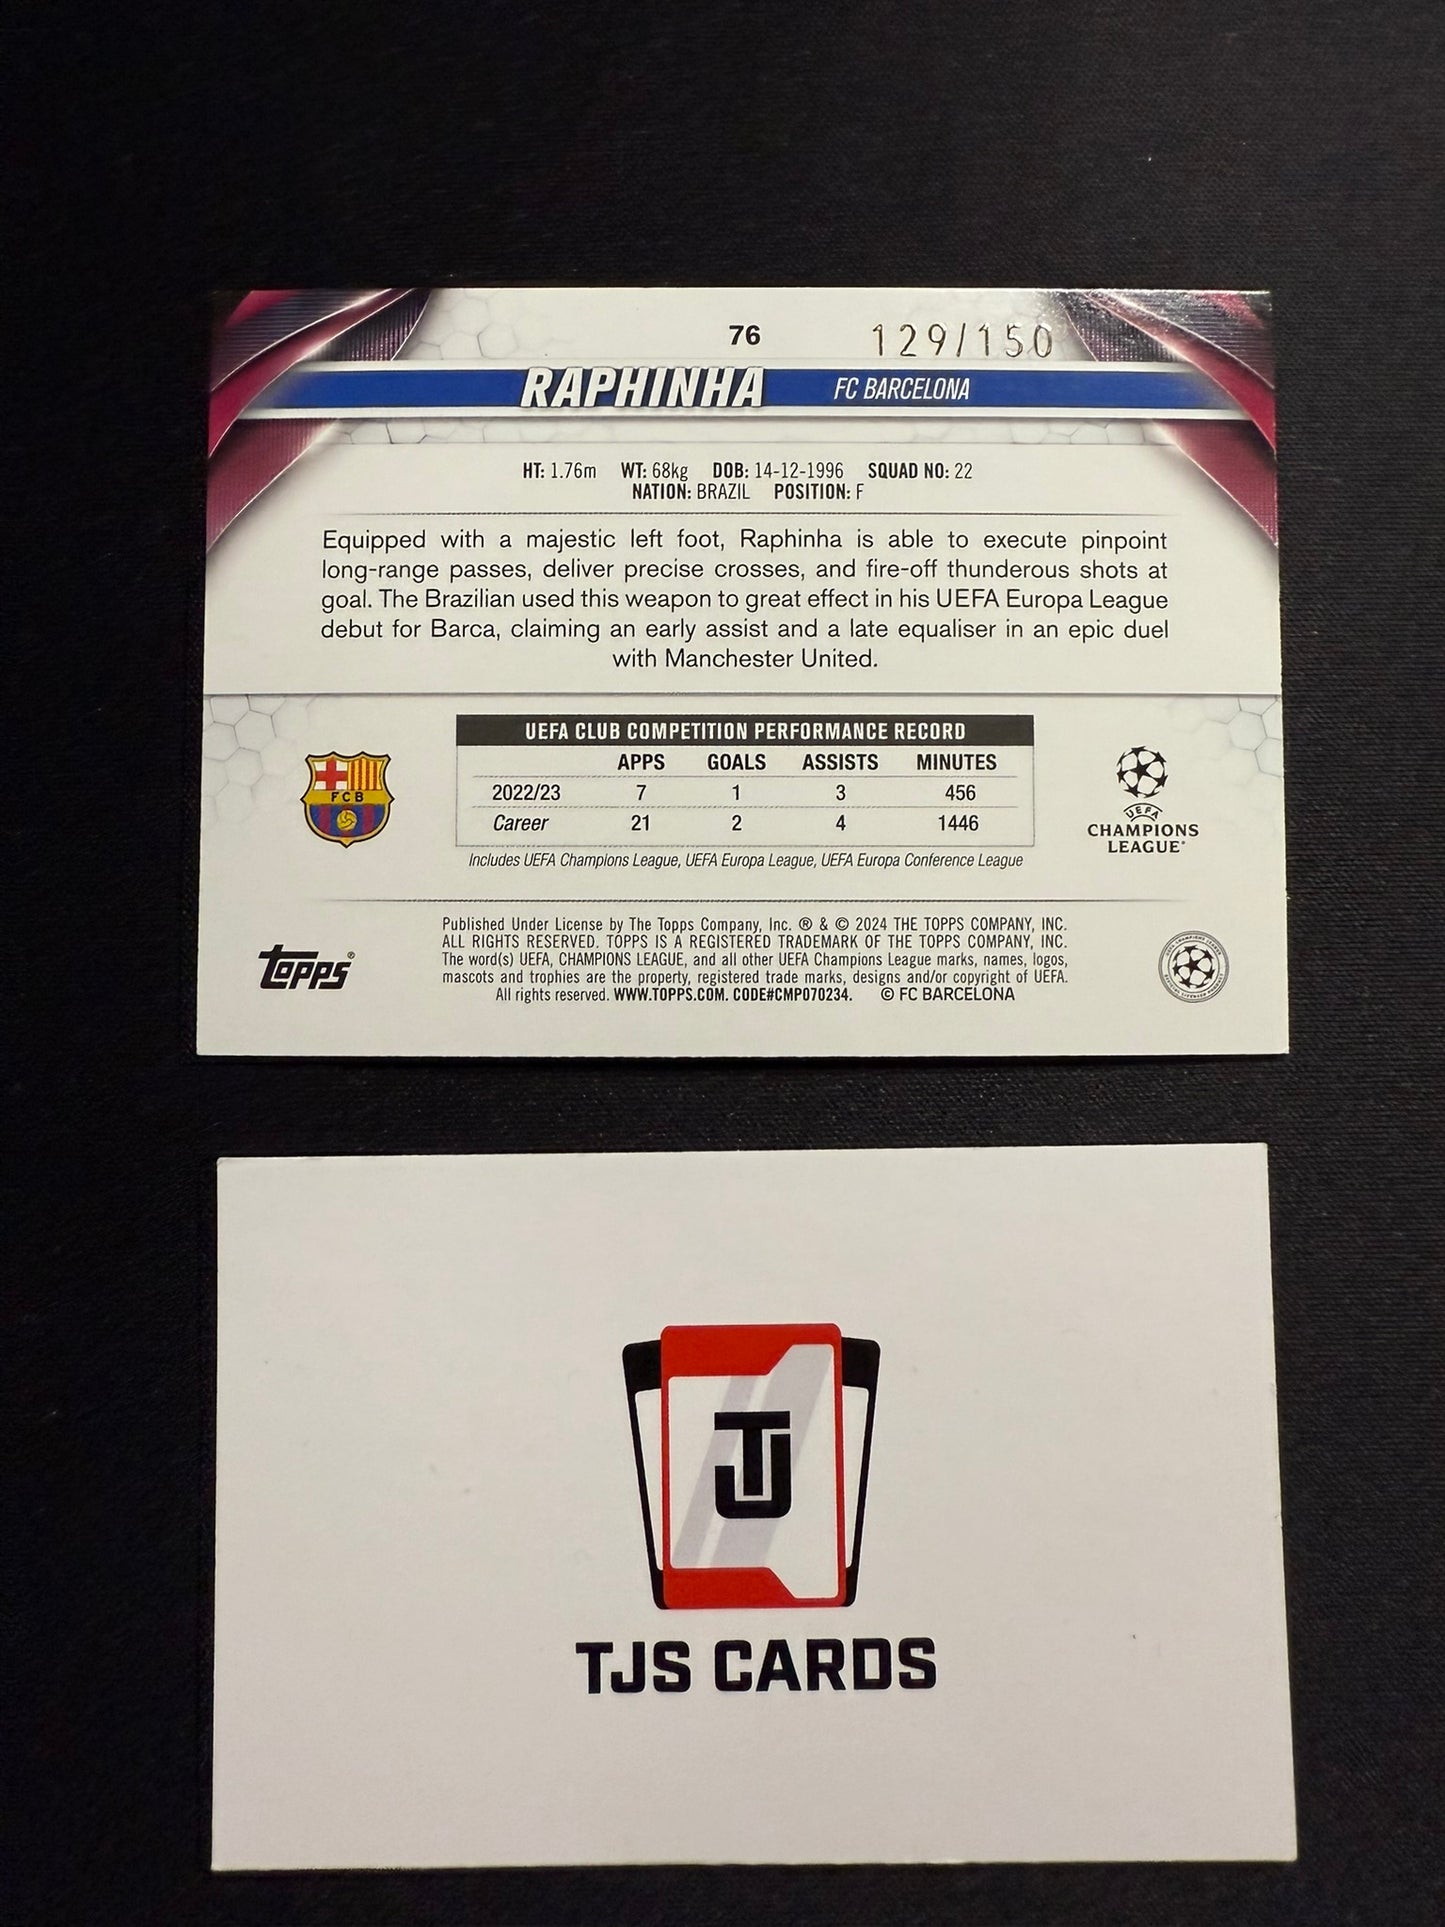 76 129/150
RAPHINHA FC BARCELONA
HT: 1.76m WT: 68kg DOB: 14-12-1996 SQUAD NO: 22
NATION: BRAZIL POSITION: F
Equipped with a majestic left foot, Raphinha is able to execute pinpoint
long-range passes, deliver precise crosses, and fire-off thunderous shots at
goal. The Brazilian used this weapon to great effect in his UEFA Europa League
debut for Barca, claiming an early assist and a late equaliser in an epic duel
with Manchester United.
UEFA CLUB COMPETITION PERFORMANCE RECORD
APPS GOALS ASSISTS MINUTES
2022/23 7 1 3 456
Career 21 2 4 1446
Includes UEFA Champions League, UEFA Europa League, UEFA Europa Conference League
FCB
UEFA
CHAMPIONS
LEAGUE®
Published Under License by The Topps Company, Inc. ® & © 2024 THE TOPPS COMPANY, INC.
ALL RIGHTS RESERVED. TOPPS IS A REGISTERED TRADEMARK OF THE TOPPS COMPANY, INC.
The word(s) UEFA, CHAMPIONS LEAGUE, and all other UEFA Champions League marks, names, logos,
mascots and trophies are the property, registered trade marks, designs and/or copyright of UEFA.
All rights reserved. WWW.TOPPS.COM. CODE#CMP070234. © FC BARCELONA
Topps®
TJ
TJS CARDS